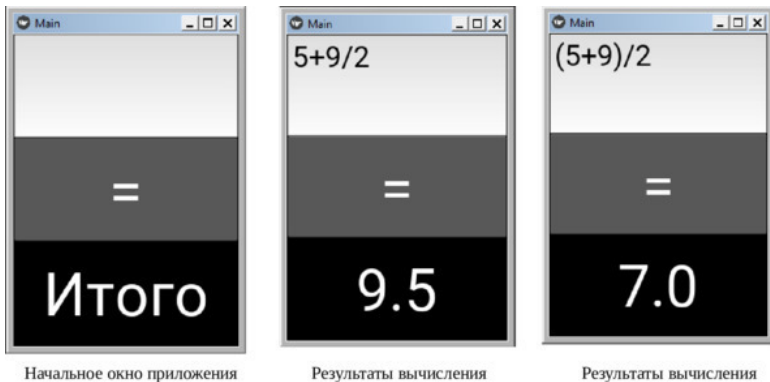 Main
=
Итого
Начальное окно приложения
Main
5+9/2
=
9.5
Результаты вычисления
Main
(5+9)/2
=
7.0
Результаты вычисления